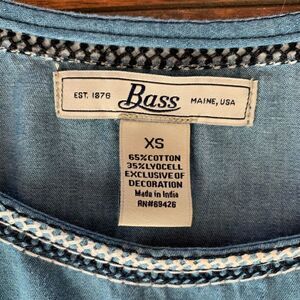 EST. 1876 Bass MAINE, USA
XS
65%COTTON
35%LYOCELL
EXCLUSIVE OF
DECORATION
Made in India
RN#69426